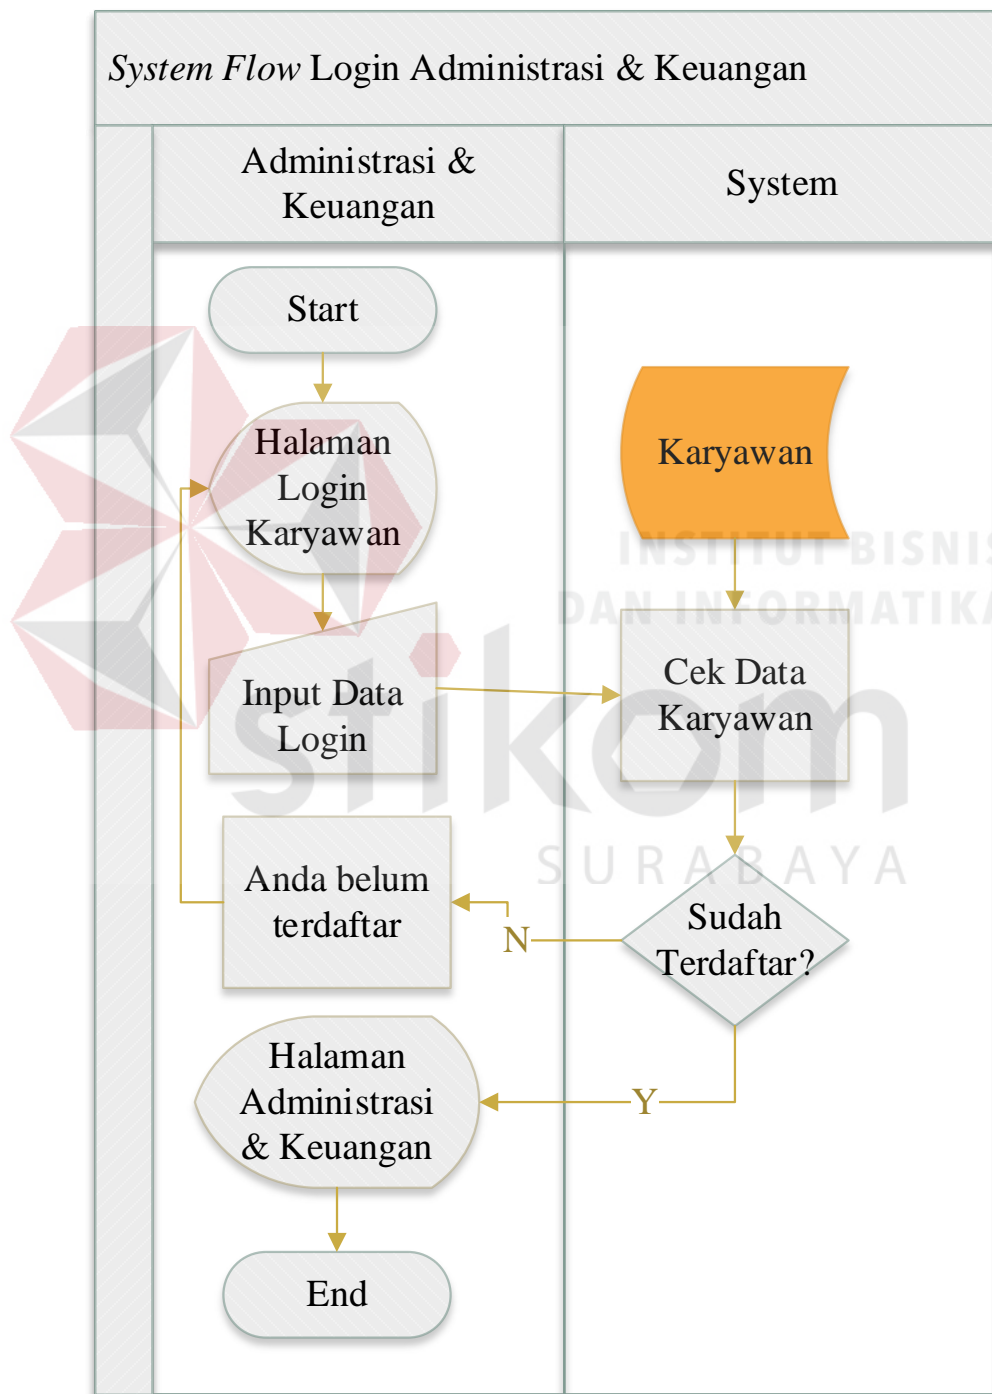 System Flow Login Administrasi & Keuangan
Administrasi &
Keuangan
System
Start
Halaman
Login
Karyawan
Karyawan
INSTITUT BISNIS
DAN INFORMATIKA
Input Data
Login
Cek Data
Karyawan
stikom
SURABAYA
Anda belum
terdaftar
N
Sudah
Terdaftar?
Halaman
Administrasi
& Keuangan
Y
End